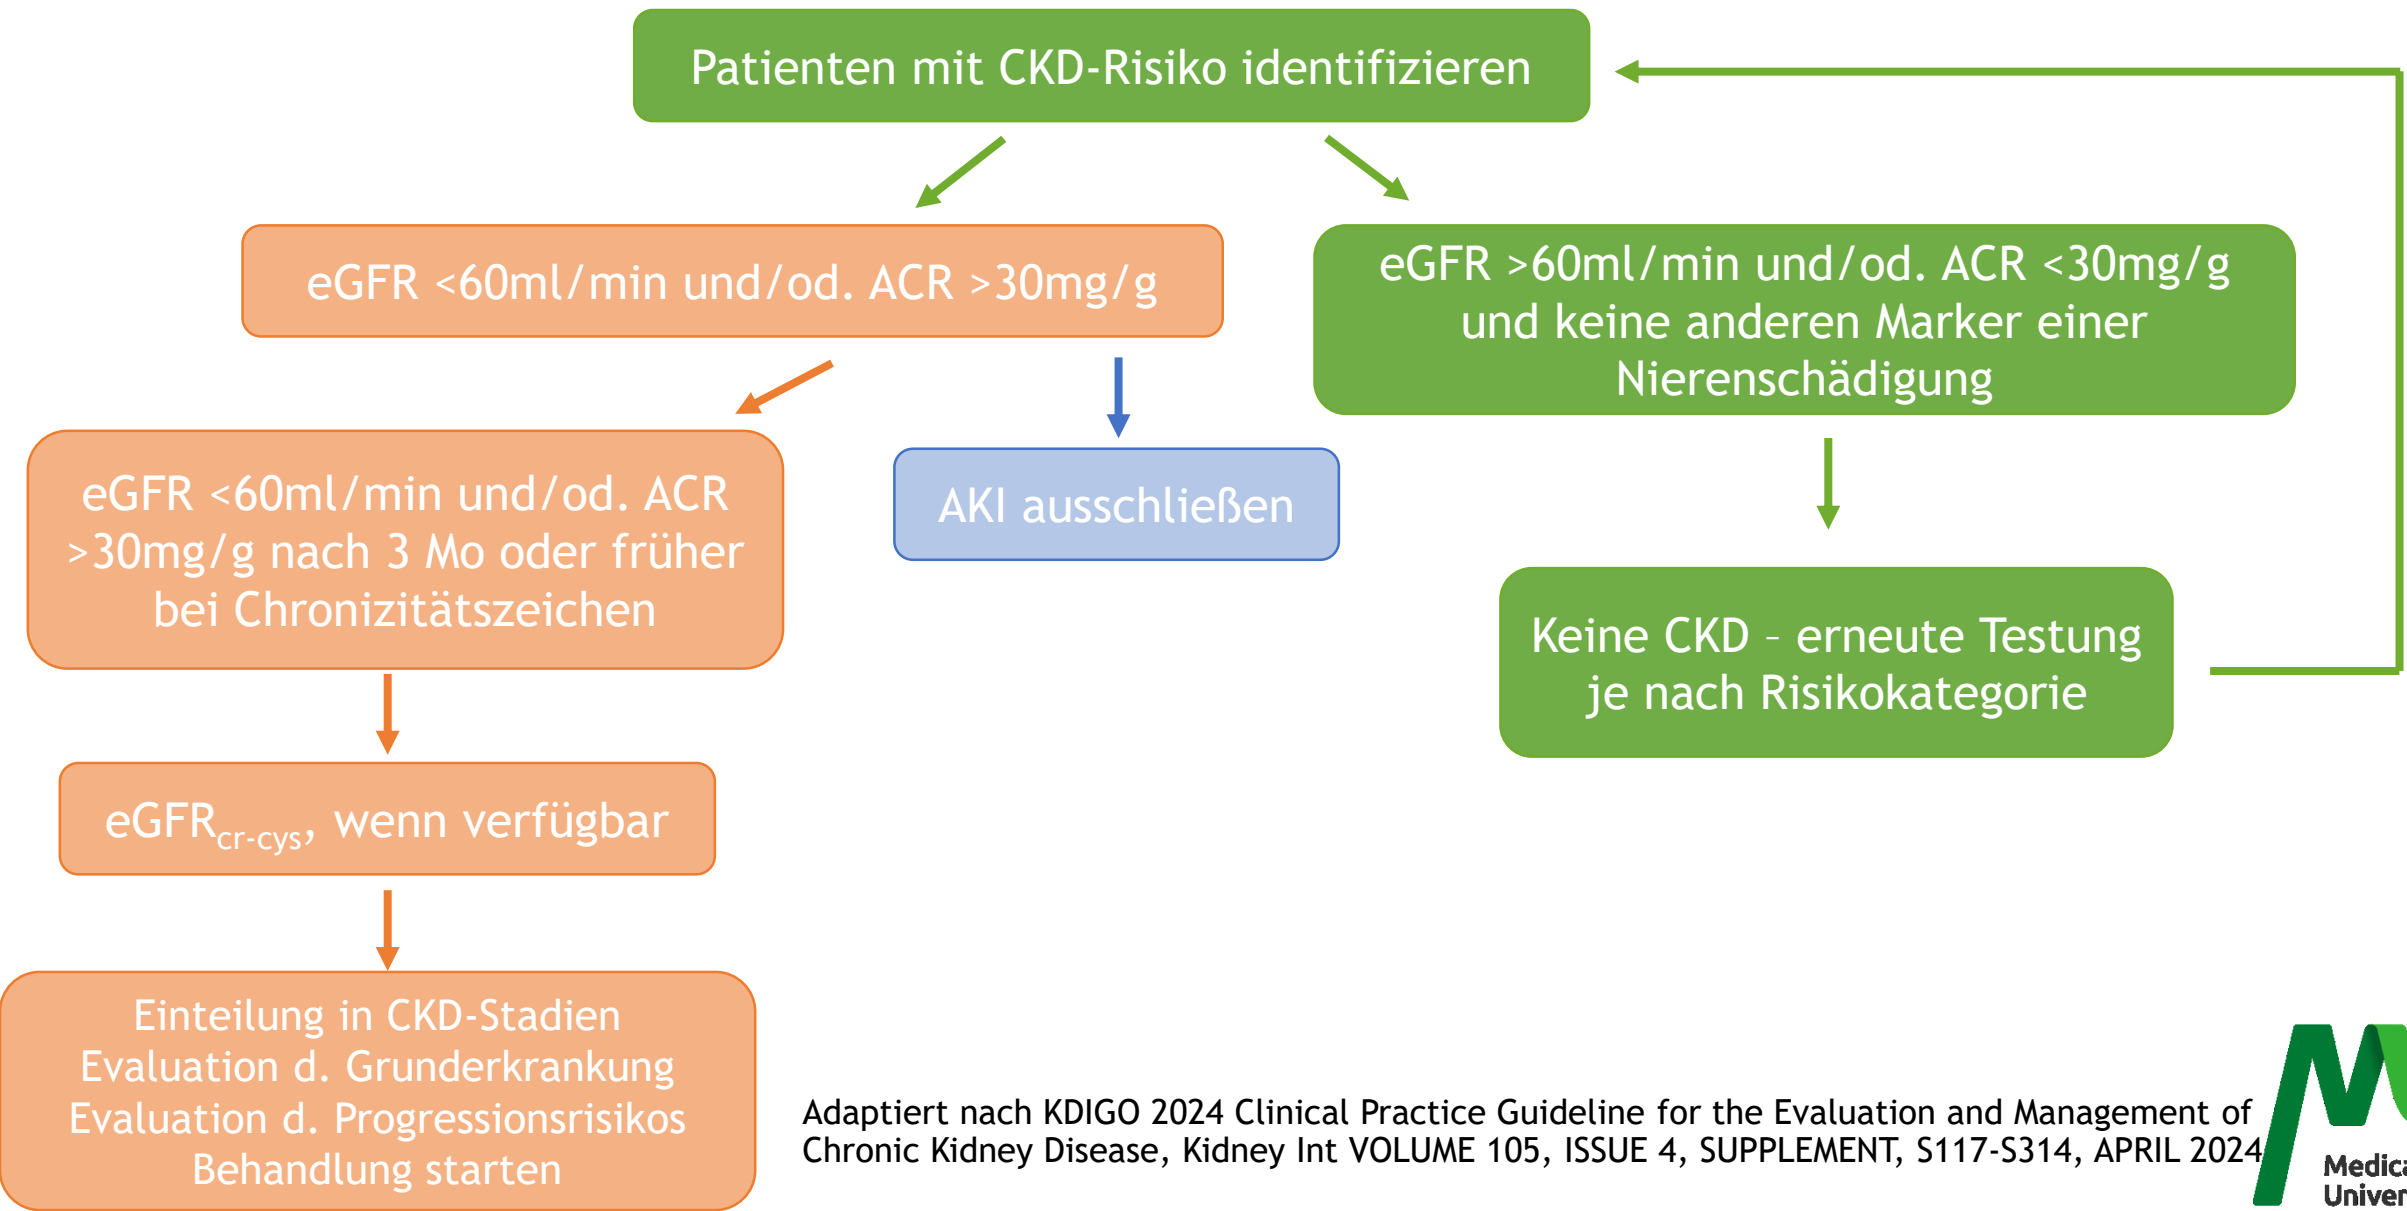 Patienten mit CKD-Risiko identifizieren
eGFR <60ml/min und/od. ACR >30mg/g
eGFR >60ml/min und/od. ACR <30mg/g
und keine anderen Marker einer
Nierenschädigung
eGFR <60ml/min und/od. ACR
>30mg/g nach 3 Mo oder früher
bei Chronizitätszeichen
AKI ausschließen
Keine CKD – erneute Testung
je nach Risikokategorie
eGFRcr-cys, wenn verfügbar
Einteilung in CKD-Stadien
Evaluation d. Grunderkrankung
Evaluation d. Progressionsrisikos
Behandlung starten
Adaptiert nach KDIGO 2024 Clinical Practice Guideline for the Evaluation and Management of
Chronic Kidney Disease, Kidney Int VOLUME 105, ISSUE 4, SUPPLEMENT, S117-S314, APRIL 2024